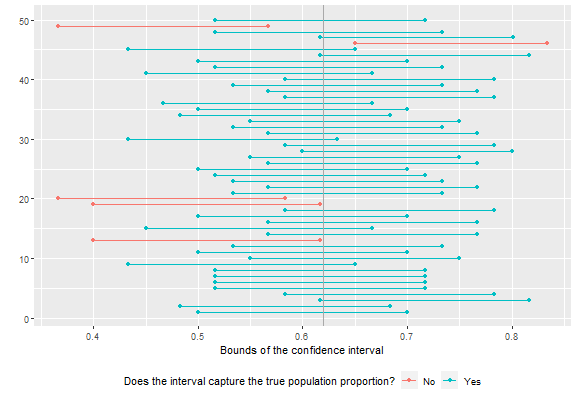 50
40
30
20
10
0
0.4 0.5 0.6 0.7 0.8
Bounds of the confidence interval
Does the interval capture the true population proportion? No Yes